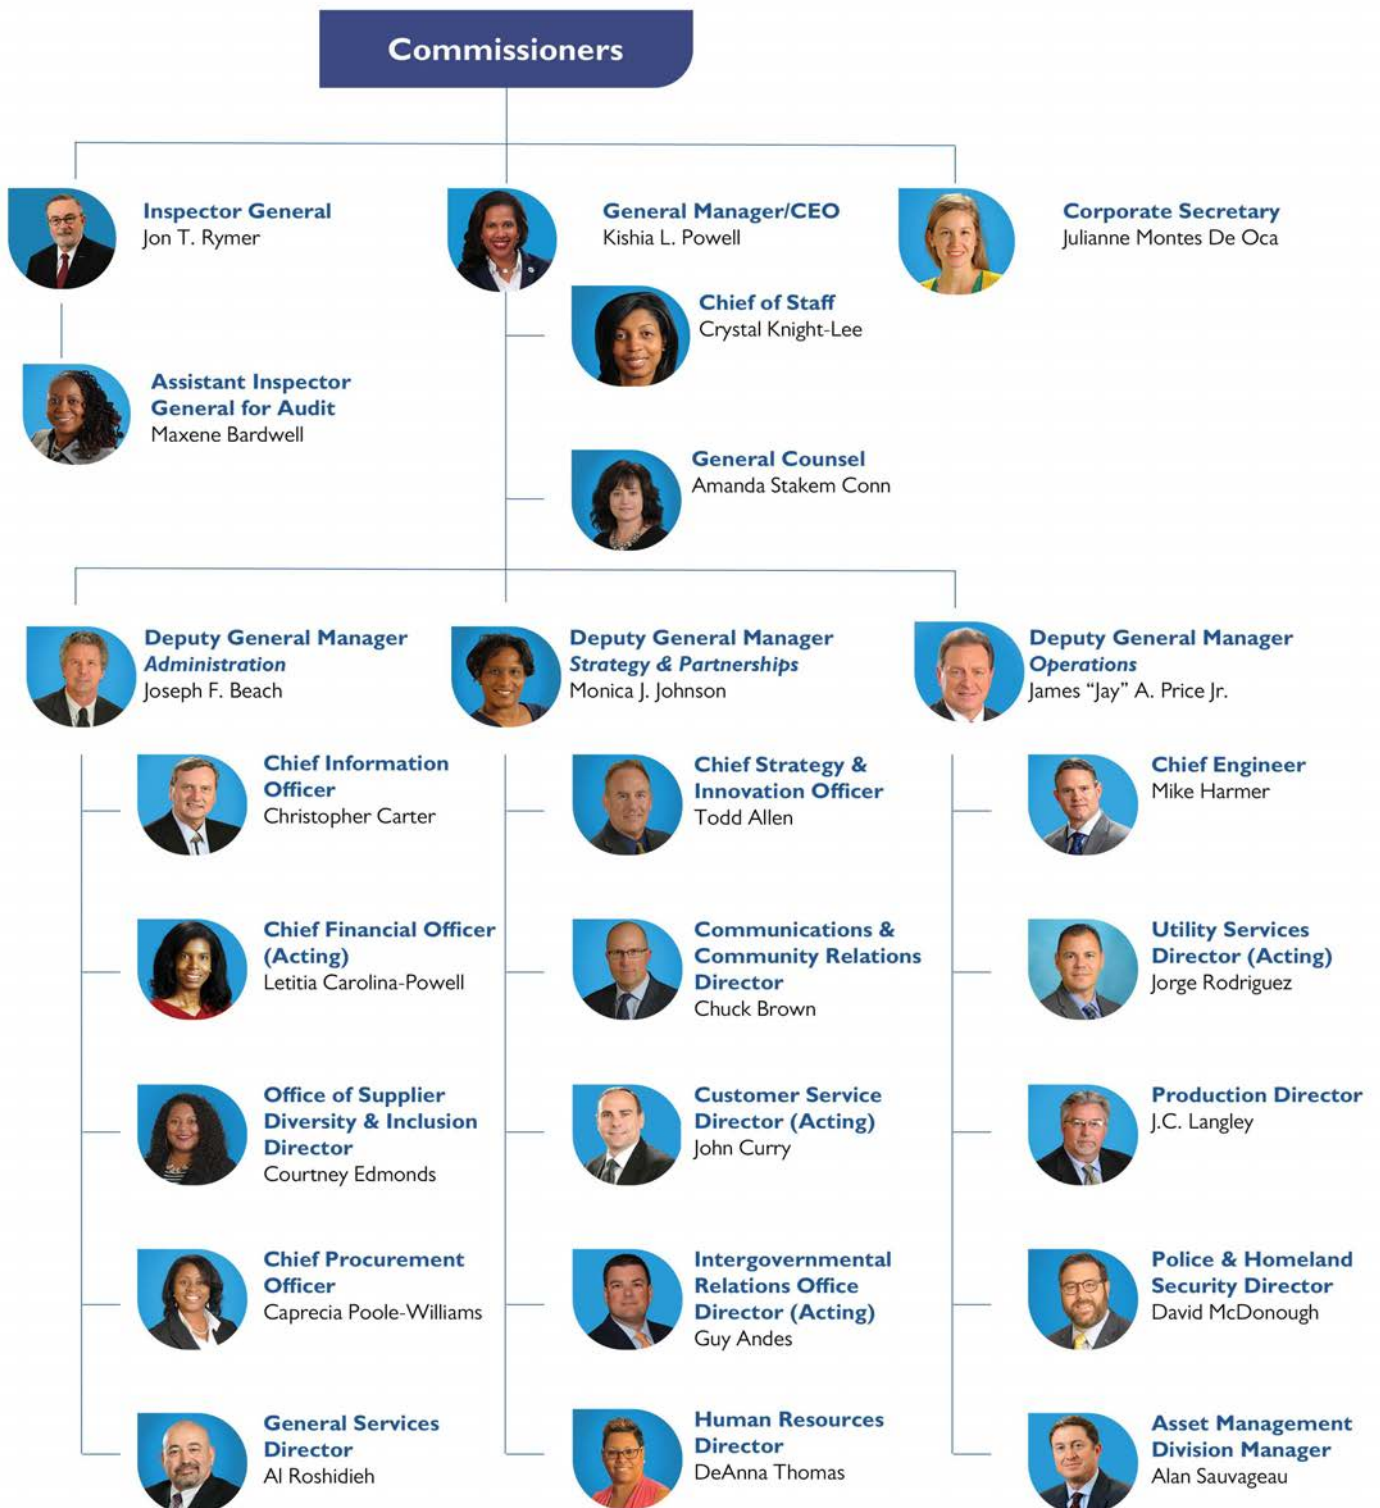 Commissioners
Inspector General
Jon T. Rymer
General Manager/CEO
Kishia L. Powell
Corporate Secretary
Julianne Montes De Oca
Chief of Staff
Crystal Knight-Lee
Assistant Inspector
General for Audit
Maxene Bardwell
General Counsel
Amanda Stakem Conn
Deputy General Manager
Administration
Joseph F. Beach
Deputy General Manager
Strategy & Partnerships
Monica J. Johnson
Deputy General Manager
Operations
James “Jay” A. Price Jr.
Chief Information
Officer
Christopher Carter
Chief Strategy &
Innovation Officer
Todd Allen
Chief Engineer
Mike Harmer
Chief Financial Officer
(Acting)
Letitia Carolina-Powell
Communications &
Community Relations
Director
Chuck Brown
Utility Services
Director (Acting)
Jorge Rodriguez
Office of Supplier
Diversity & Inclusion
Director
Courtney Edmonds
Customer Service
Director (Acting)
John Curry
Production Director
J.C. Langley
Chief Procurement
Officer
Caprecia Poole-Williams
Intergovernmental
Relations Office
Director (Acting)
Guy Andes
Police & Homeland
Security Director
David McDonough
General Services
Director
Al Roshidieh
Human Resources
Director
DeAnna Thomas
Asset Management
Division Manager
Alan Sauvageau